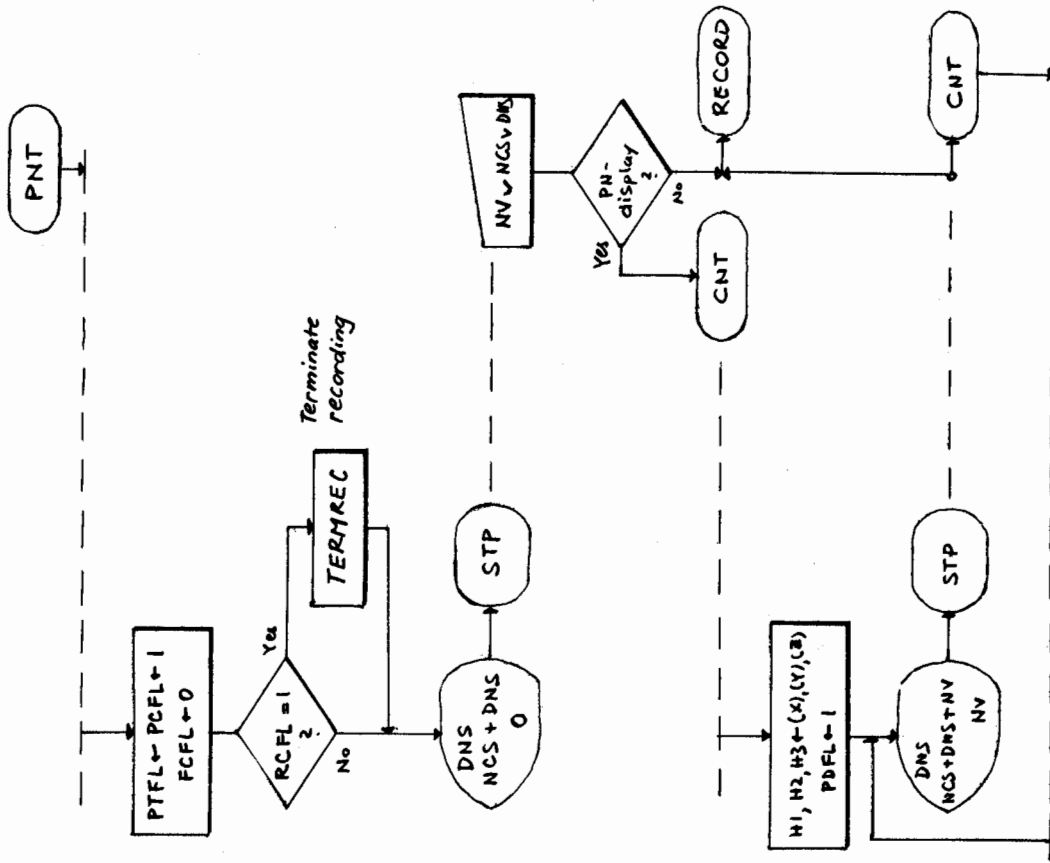 PNT
PTFL ← PCFL ← 1
FCFL ← 0
RCFL = 1
?
Yes
No
TERMREC
Terminate
recording
DNS
NCS + DNS
0
STP
NV ∨ NCS ∨ DNS
PN-
display
?
Yes
No
CNT
RECORD
H1, H2, H3 ← (X), (Y), (Z)
PDFL ← 1
DNS
NCS + DNS + NV
NV
STP
CNT